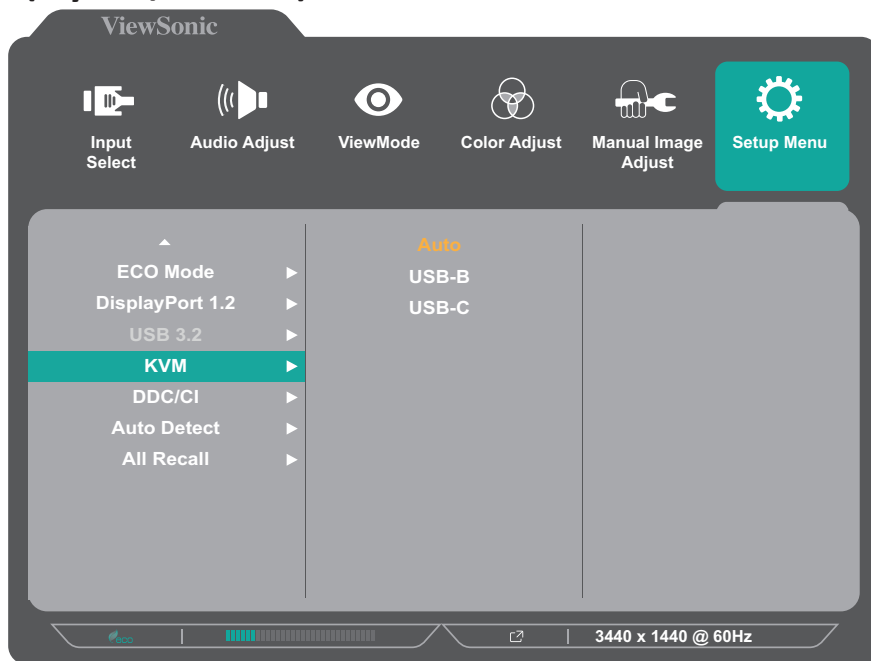 ViewSonic
Input
Select
Audio Adjust
ViewMode
Color Adjust
Manual Image
Adjust
Setup Menu
ECO Mode
DisplayPort 1.2
USB 3.2
KVM
DDC/CI
Auto Detect
All Recall
Auto
USB-B
USB-C
eco
3440 x 1440 @ 60Hz